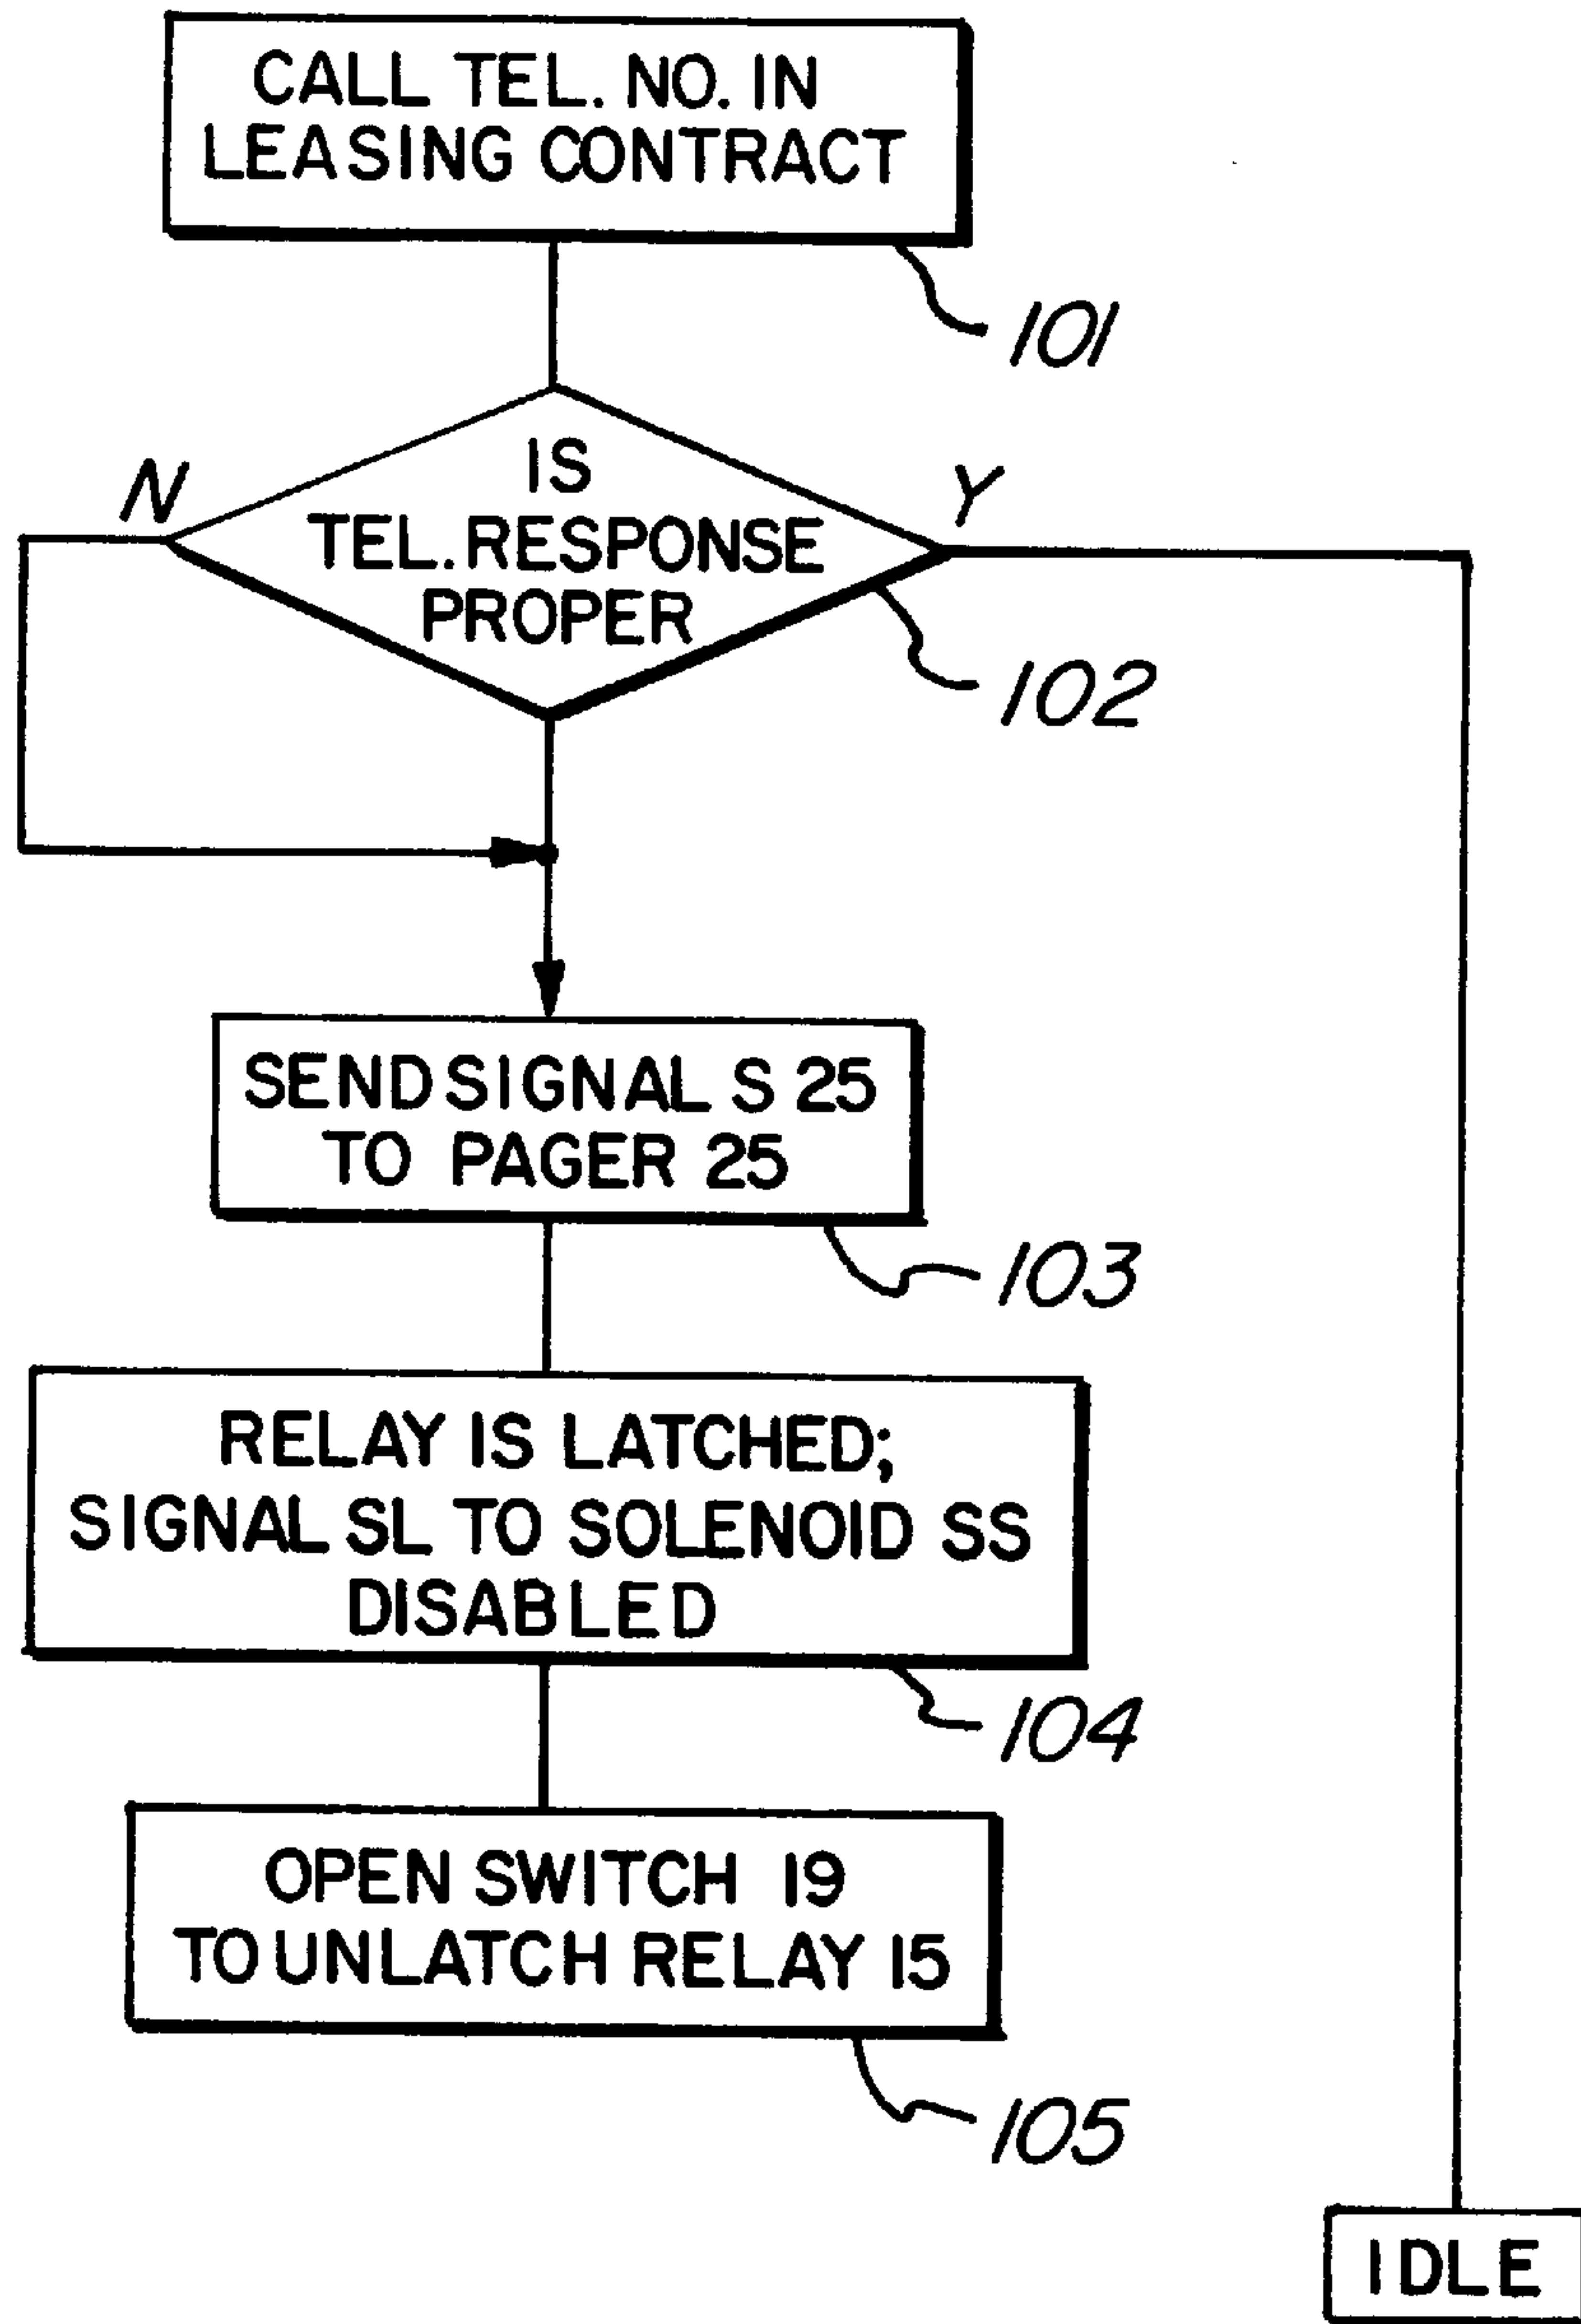 CALL TEL. NO. IN
LEASING CONTRACT
101
N
IS
TEL. RESPONSE
PROPER
Y
102
SEND SIGNAL S 25
TO PAGER 25
103
RELAY IS LATCHED;
SIGNAL SL TO SOLENOID SS
DISABLED
104
OPEN SWITCH 19
TO UNLATCH RELAY 15
105
IDLE